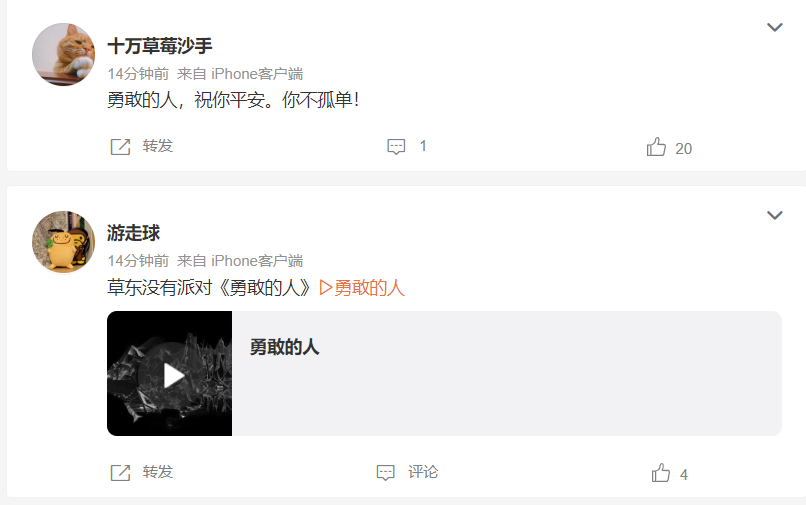 十万草莓沙手
14分钟前 来自 iPhone客户端
勇敢的人，祝你平安。你不孤单！
转发 1 20
游走球
14分钟前 来自 iPhone客户端
草东没有派对《勇敢的人》▷勇敢的人
勇敢的人
转发 评论 4